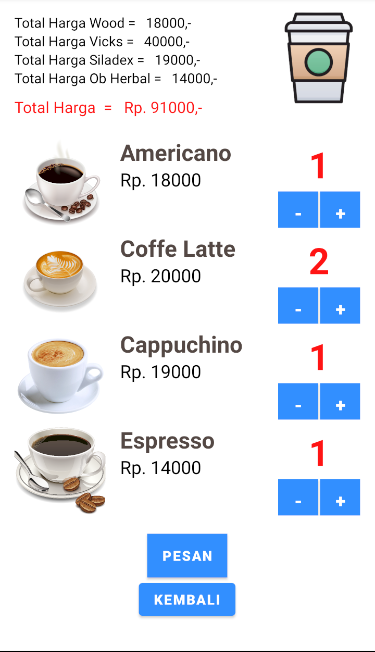 Total Harga Wood = 18000,-
Total Harga Vicks = 40000,-
Total Harga Siladex = 19000,-
Total Harga Ob Herbal = 14000,-
Total Harga = Rp. 91000,-
Americano
Rp. 18000
1
- +
Coffe Latte
Rp. 20000
2
- +
Cappuchino
Rp. 19000
1
- +
Espresso
Rp. 14000
1
- +
PESAN
KEMBALI